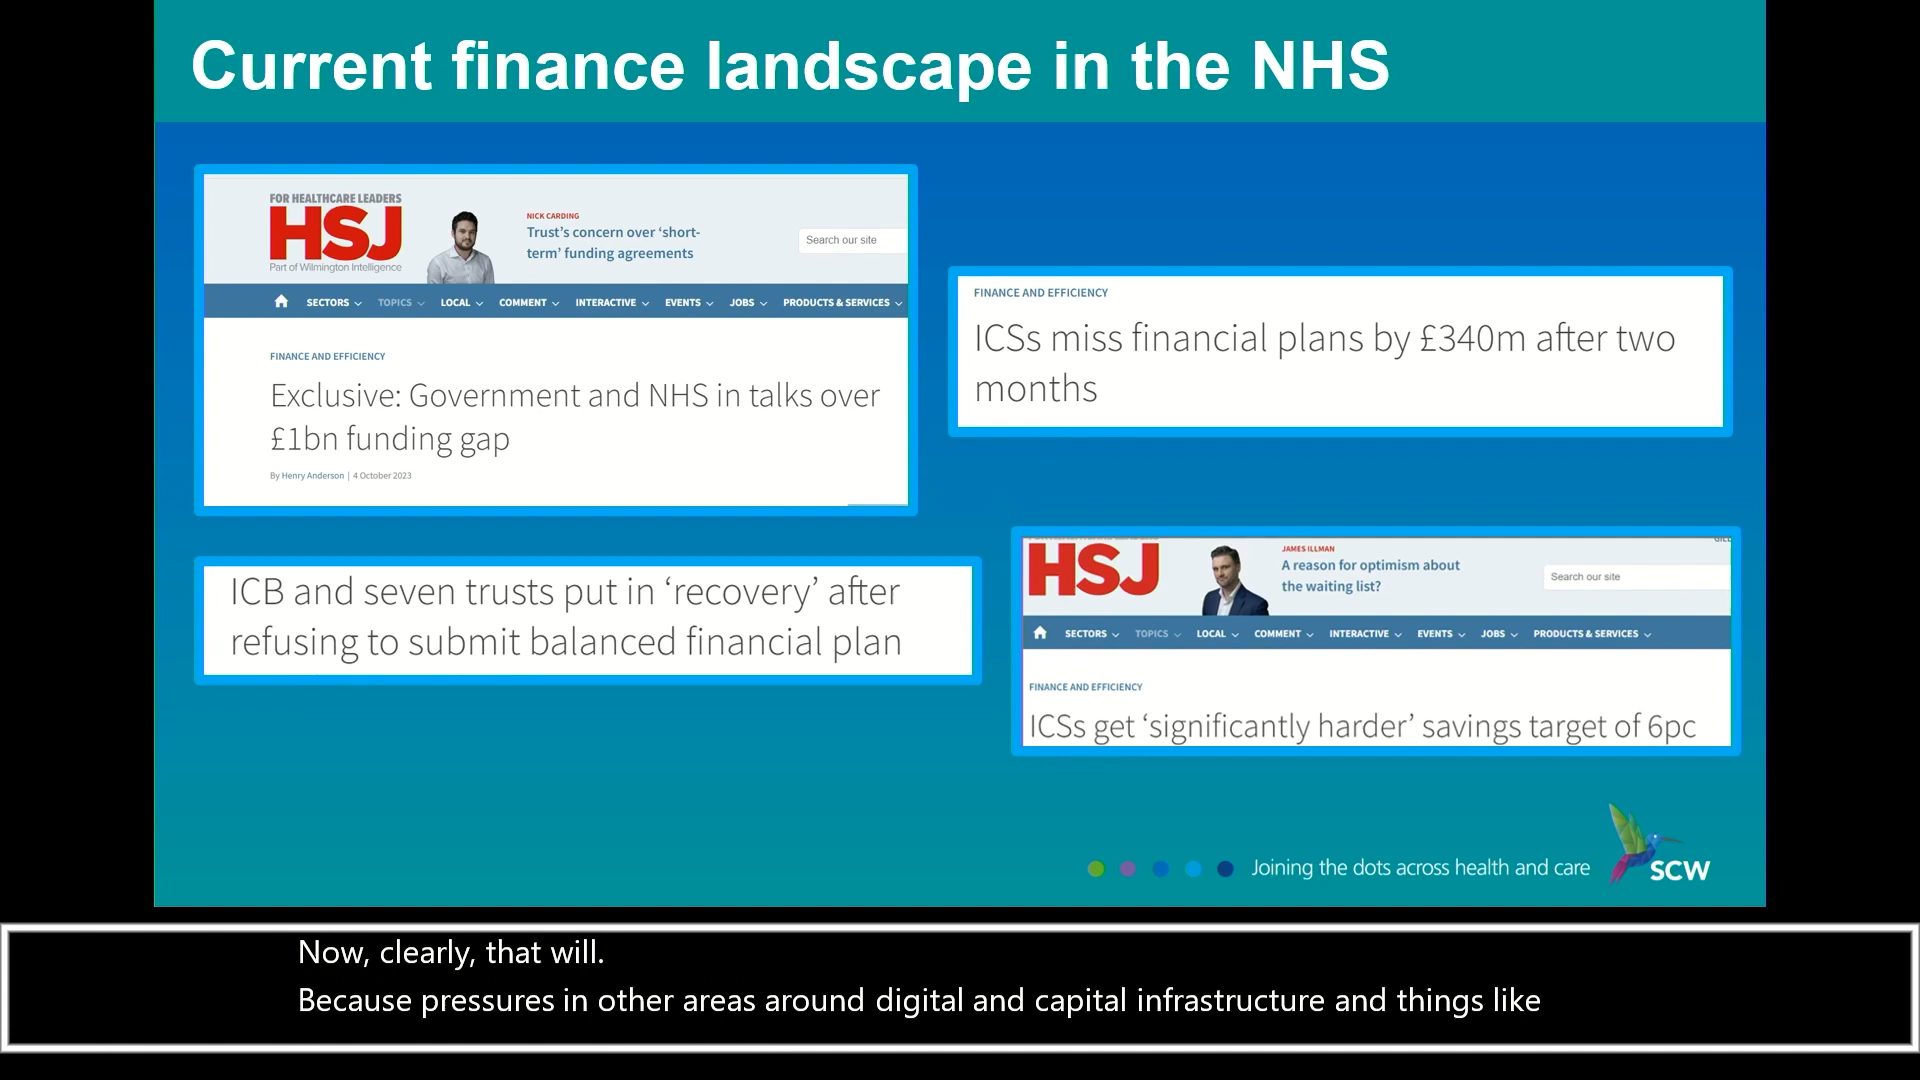 Current finance landscape in the NHS
FOR HEALTHCARE LEADERS
HSJ
Part of Wilmington Intelligence
NICK CARDING
Trust’s concern over ‘short-
term’ funding agreements
Search our site
SECTORS TOPICS LOCAL COMMENT INTERACTIVE EVENTS JOBS PRODUCTS & SERVICES
FINANCE AND EFFICIENCY
Exclusive: Government and NHS in talks over
£1bn funding gap
By Henry Anderson | 4 October 2023
FINANCE AND EFFICIENCY
ICSs miss financial plans by £340m after two
months
ICB and seven trusts put in ‘recovery’ after
refusing to submit balanced financial plan
HSJ
JAMES ILLMAN
A reason for optimism about
the waiting list?
Search our site
SECTORS TOPICS LOCAL COMMENT INTERACTIVE EVENTS JOBS PRODUCTS & SERVICES
FINANCE AND EFFICIENCY
ICSs get ‘significantly harder’ savings target of 6pc
Joining the dots across health and care
SCW
Now, clearly, that will.
Because pressures in other areas around digital and capital infrastructure and things like